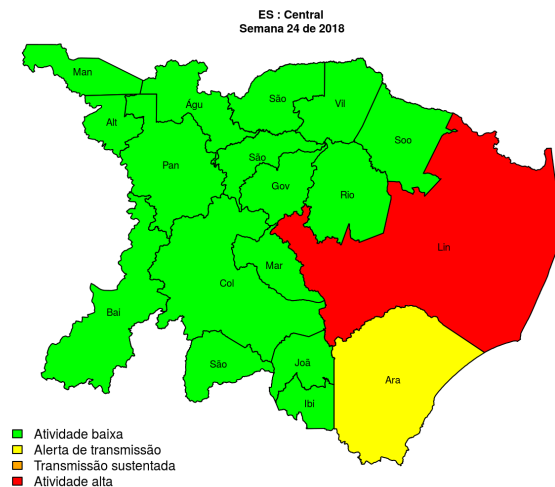 ES : Central
Semana 24 de 2018
Man
Águ
São
Vil
Alt
Soo
São
Pan
Gov
Rio
Lin
Mar
Col
Bai
São
Joã
Ara
Ibi
Atividade baixa
Alerta de transmissão
Transmissão sustentada
Atividade alta